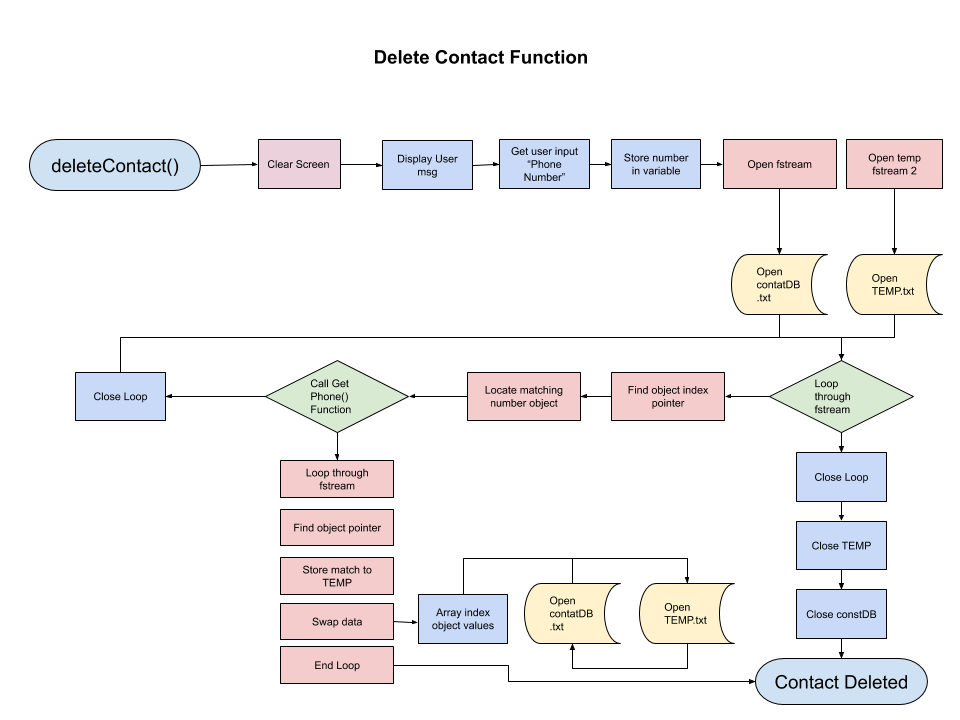 Delete Contact Function
deleteContact()
Clear Screen
Display User
msg
Get user input
“Phone
Number”
Store number
in variable
Open fstream
Open temp
fstream 2
Open
contatDB
.txt
Open
TEMP.txt
Close Loop
Call Get
Phone()
Function
Locate matching
number object
Find object index
pointer
Loop
through
fstream
Loop through
fstream
Find object pointer
Store match to
TEMP
Swap data
End Loop
Array index
object values
Open
contatDB
.txt
Open
TEMP.txt
Close Loop
Close TEMP
Close constDB
Contact Deleted